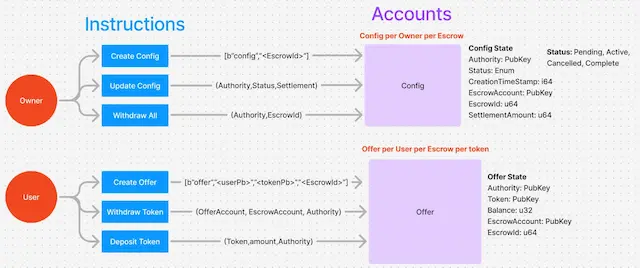 Instructions
Accounts
Config per Owner per Escrow
Owner
Create Config
[b"config","<EscrowId>"]
Update Config
(Authority,Status,Settlement)
Withdraw All
(Authority,EscrowId)
Config
Config State
Authority: PubKey
Status: Enum
CreationTimeStamp: i64
EscrowAccount: PubKey
EscrowId: u64
SettlementAmount: u64
Status: Pending, Active,
Cancelled, Complete
Offer per User per Escrow per token
User
Create Offer
[b"offer","<userPb>","<tokenPb>","<EscrowId>"]
Withdraw Token
(OfferAccount, EscrowAccount, Authority)
Deposit Token
(Token,amount,Authority)
Offer
Offer State
Authority: PubKey
Token: PubKey
Balance: u32
EscrowAccount: PubKey
EscrowId: u64